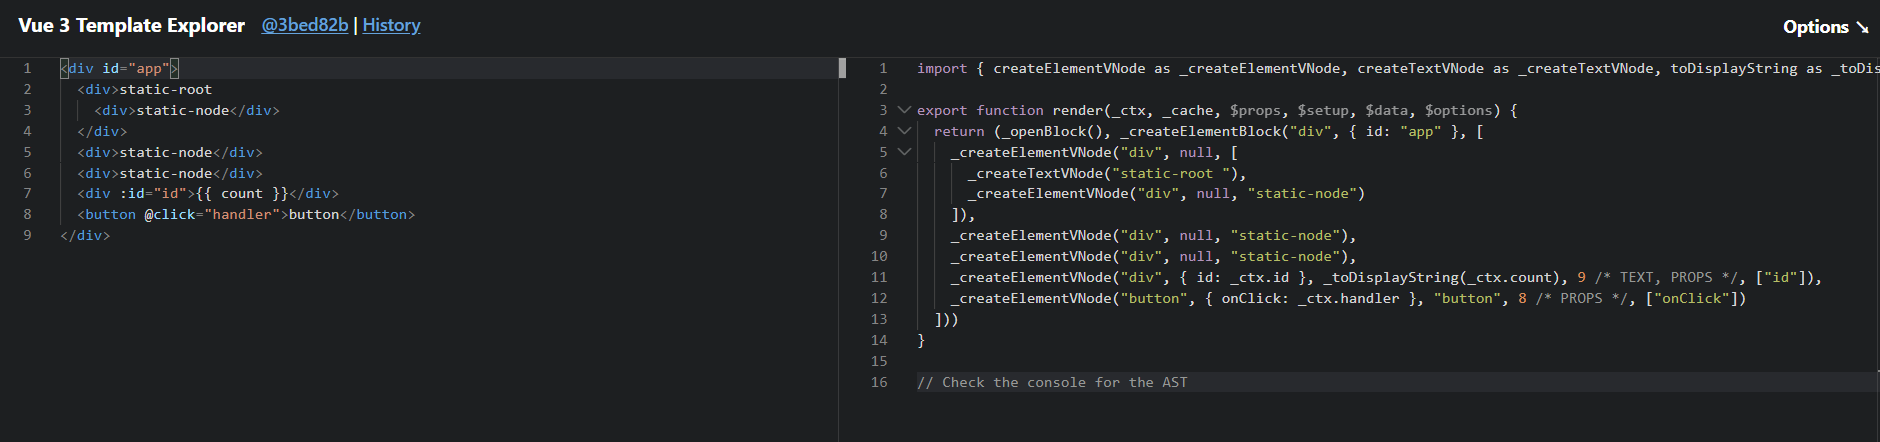 Vue 3 Template Explorer @3bed82b | History
Options ↘
1 <div id="app">
2 <div>static-root
3 <div>static-node</div>
4 </div>
5 <div>static-node</div>
6 <div>static-node</div>
7 <div :id="id">{{ count }}</div>
8 <button @click="handler">button</button>
9 </div>
1 import { createElementVNode as _createElementVNode, createTextVNode as _createTextVNode, toDisplayString as _toDis
2
3 export function render(_ctx, _cache, $props, $setup, $data, $options) {
4 return (_openBlock(), _createElementBlock("div", { id: "app" }, [
5 _createElementVNode("div", null, [
6 _createTextVNode("static-root "),
7 _createElementVNode("div", null, "static-node")
8 ]),
9 _createElementVNode("div", null, "static-node"),
10 _createElementVNode("div", null, "static-node"),
11 _createElementVNode("div", { id: _ctx.id }, _toDisplayString(_ctx.count), 9 /* TEXT, PROPS */, ["id"]),
12 _createElementVNode("button", { onClick: _ctx.handler }, "button", 8 /* PROPS */, ["onClick"])
13 ]))
14 }
15
16 // Check the console for the AST